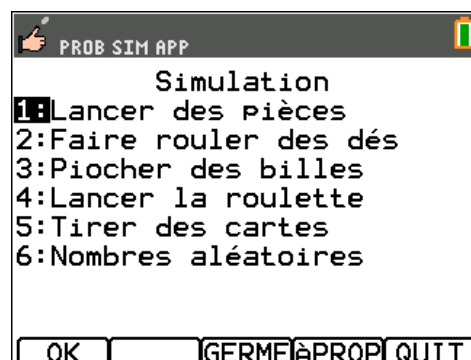 PROB SIM APP
Simulation
1:Lancer des pièces
2:Faire rouler des dés
3:Piocher des billes
4:Lancer la roulette
5:Tirer des cartes
6:Nombres aléatoires
OK GERME àPROP QUIT